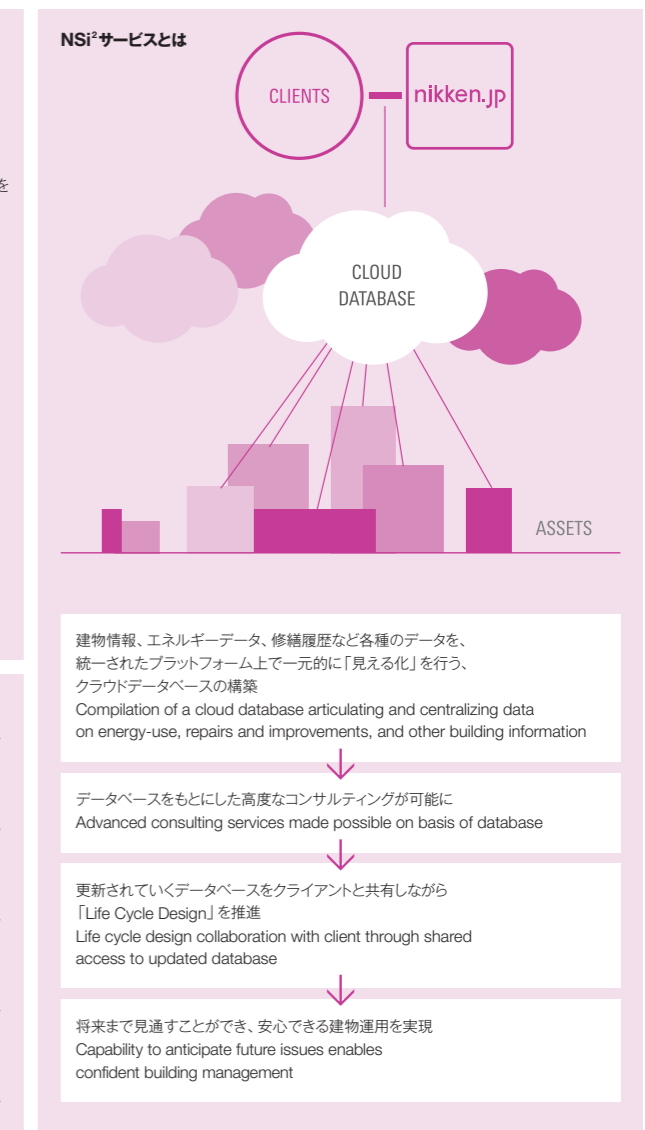 NSi²サービスとは
CLIENTS
nikken.jp
を
CLOUD
DATABASE
ASSETS
建物情報、エネルギーデータ、修繕履歴など各種のデータを、
統一されたプラットフォーム上で一元的に「見える化」を行う、
クラウドデータベースの構築
Compilation of a cloud database articulating and centralizing data
on energy-use, repairs and improvements, and other building information
データベースをもとにした高度なコンサルティングが可能に
Advanced consulting services made possible on basis of database
更新されていくデータベースをクライアントと共有しながら
「Life Cycle Design」を推進
Life cycle design collaboration with client through shared
access to updated database
将来まで見通すことができ、安心できる建物運用を実現
Capability to anticipate future issues enables
confident building management